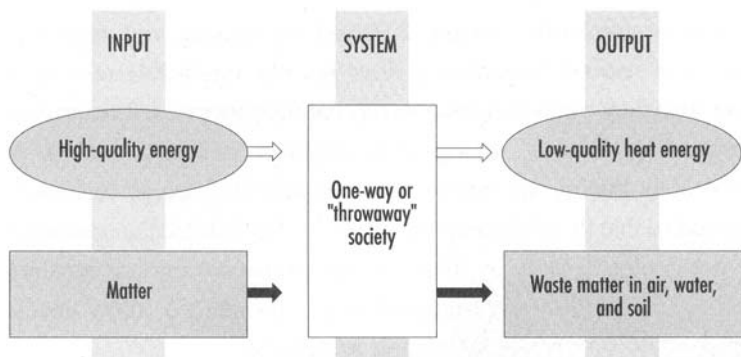 INPUT
SYSTEM
OUTPUT
High-quality energy
Low-quality heat energy
One-way or
"throwaway"
society
Matter
Waste matter in air, water,
and soil